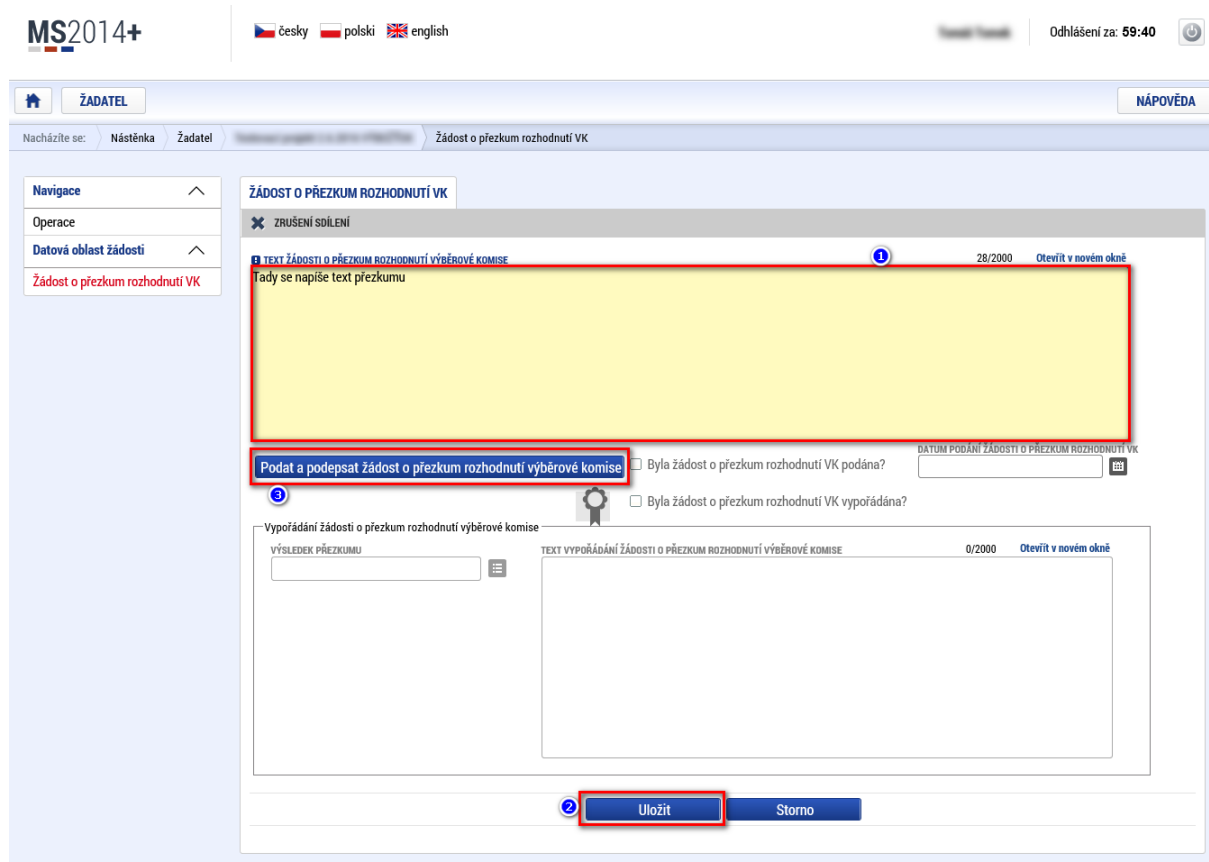 MS2014+
česky polski english
Odhlášení za: 59:40
ŽADATEL
NÁPOVĚDA
Nacházíte se: Nástěnka Žadatel
Žádost o přezkum rozhodnutí VK
Navigace
Operace
Datová oblast žádosti
Žádost o přezkum rozhodnutí VK
ŽÁDOST O PŘEZKUM ROZHODNUTÍ VK
ZRUŠENÍ SDÍLENÍ
TEXT ŽÁDOSTI O PŘEZKUM ROZHODNUTÍ VÝBĚROVÉ KOMISE
1
28/2000
Otevřít v novém okně
Tady se napíše text přezkumu
Podat a podepsat žádost o přezkum rozhodnutí výběrové komise
3
Byla žádost o přezkum rozhodnutí VK podána?
DATUM PODÁNÍ ŽÁDOSTI O PŘEZKUM ROZHODNUTÍ VK
Byla žádost o přezkum rozhodnutí VK vypořádána?
Vypořádání žádosti o přezkum rozhodnutí výběrové komise
VÝSLEDEK PŘEZKUMU
TEXT VYPOŘÁDÁNÍ ŽÁDOSTI O PŘEZKUM ROZHODNUTÍ VÝBĚROVÉ KOMISE
0/2000
Otevřít v novém okně
2
Uložit
Storno